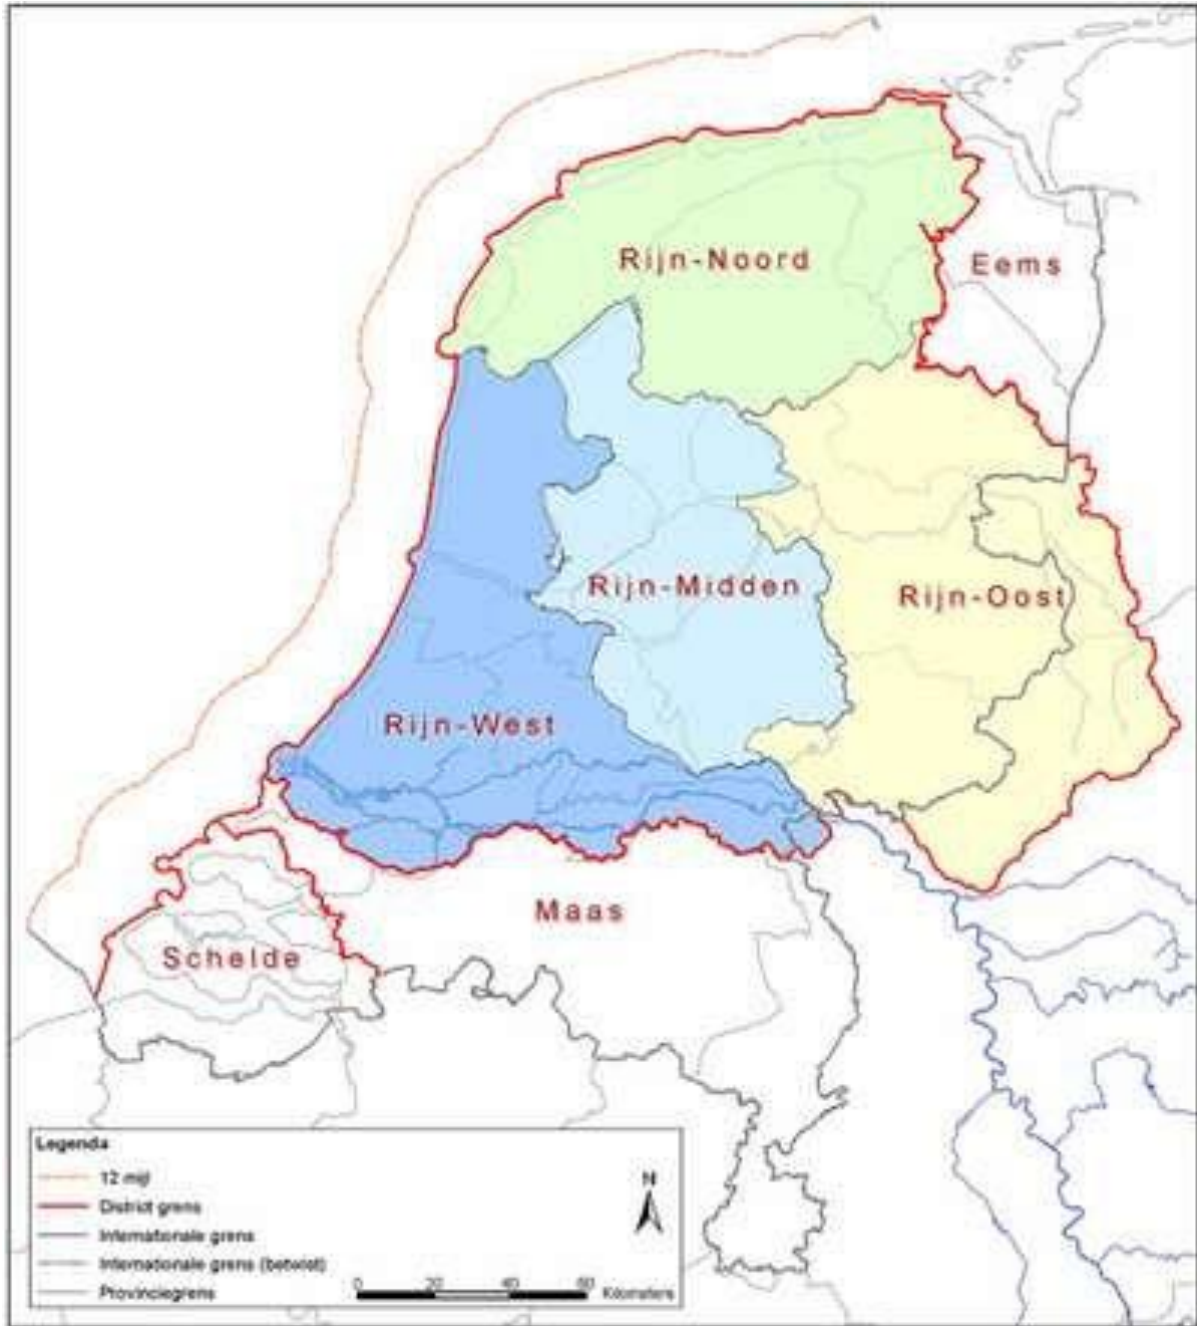 Rijn-Noord
Eems
Rijn-Midden
Rijn-Oost
Rijn-West
Maas
Schelde
Legenda
12 mijl
District grens
Internationale grens
Internationale grens (betwist)
Provinciegrens
N
0 20 40 60
Kilometers